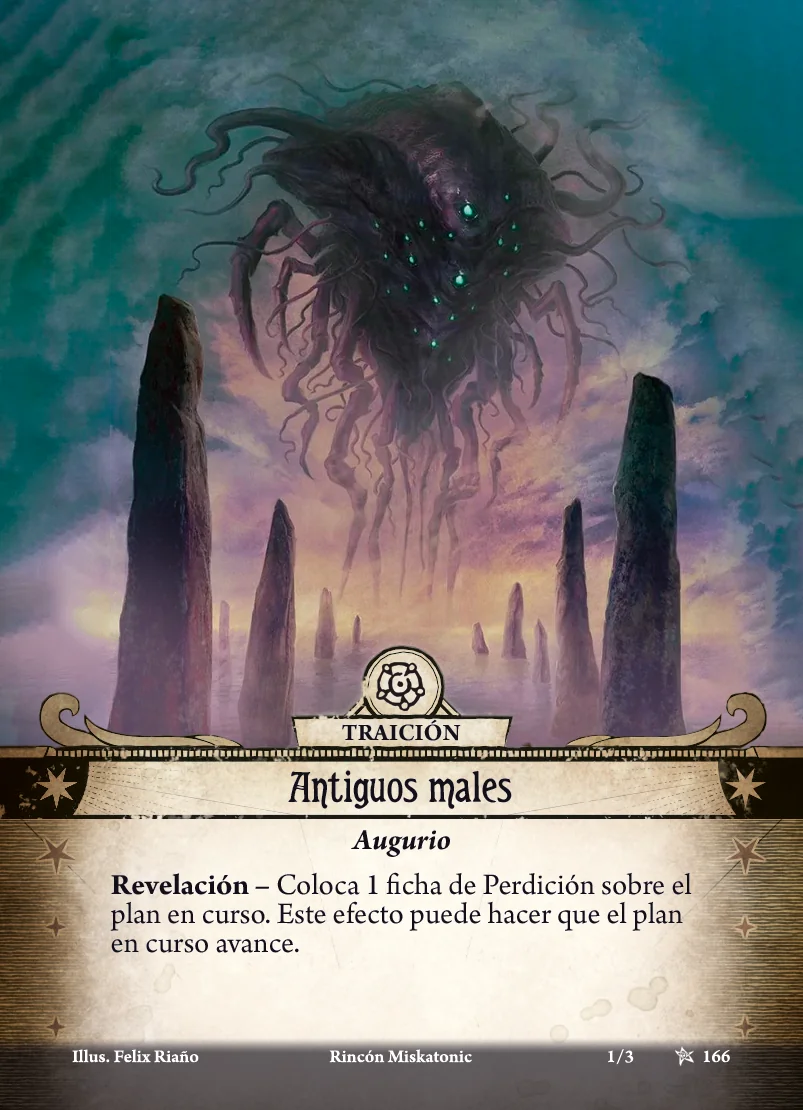 TRAICIÓN
Antiguos males
Augurio
Revelación – Coloca 1 ficha de Perdición sobre el
plan en curso. Este efecto puede hacer que el plan
en curso avance.
Illus. Felix Riaño Rincón Miskatonic 1/3 166